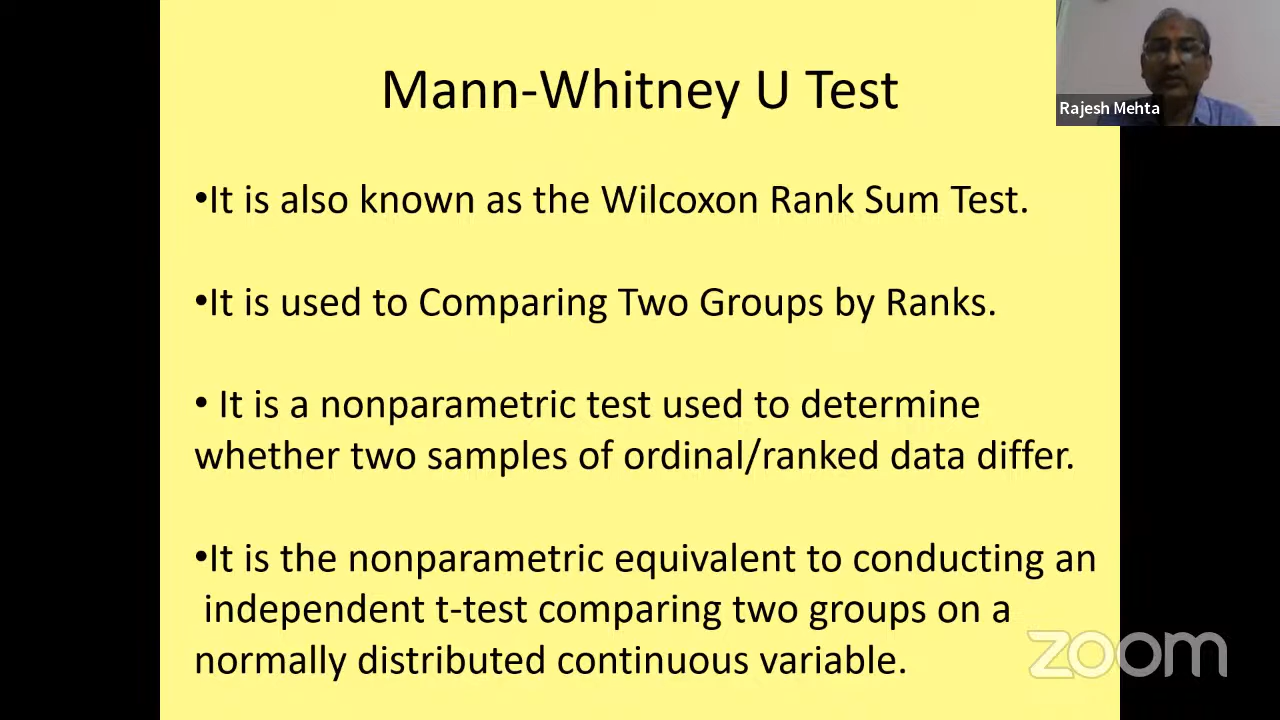 Mann-Whitney U Test
Rajesh Mehta
•It is also known as the Wilcoxon Rank Sum Test.
•It is used to Comparing Two Groups by Ranks.
• It is a nonparametric test used to determine
whether two samples of ordinal/ranked data differ.
•It is the nonparametric equivalent to conducting an
independent t-test comparing two groups on a
normally distributed continuous variable.
zoom